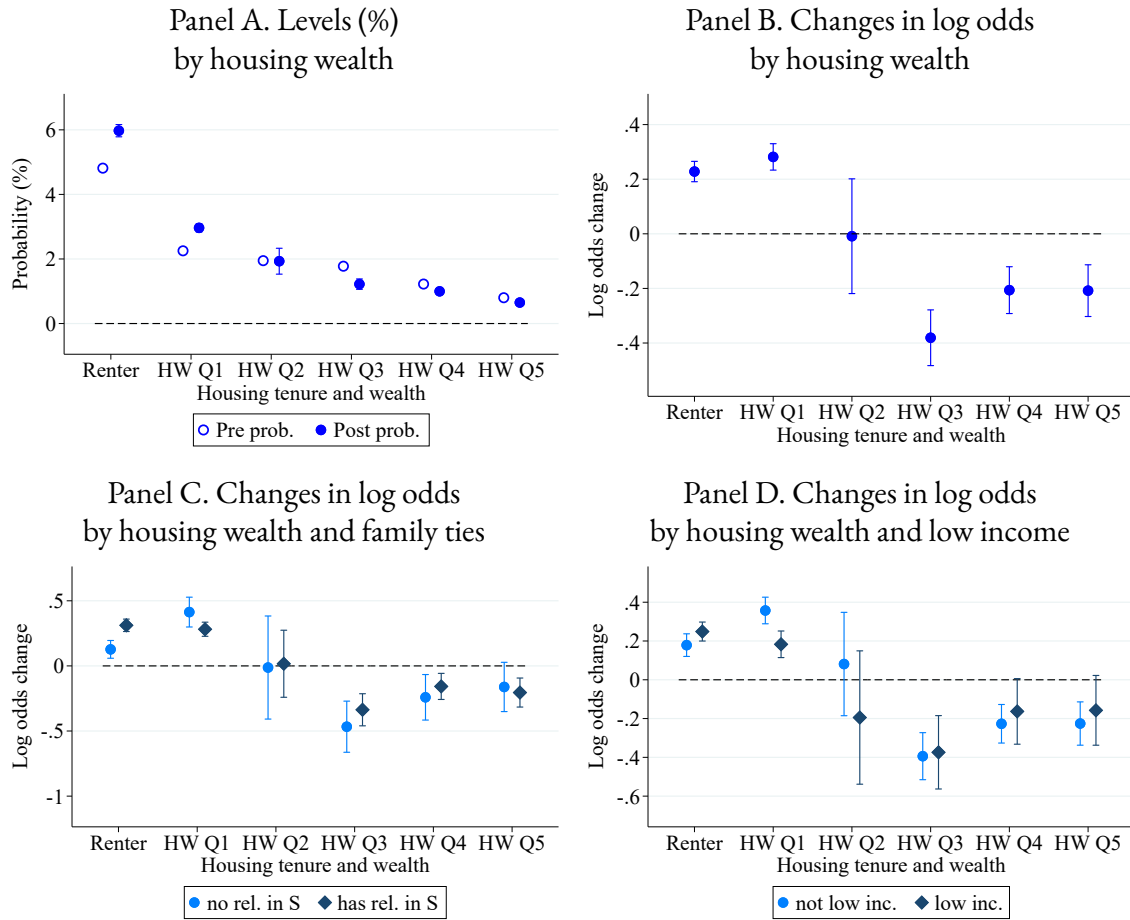 Panel A. Levels (%)
by housing wealth
Probability (%)
6
4
2
0
Renter HW Q1 HW Q2 HW Q3 HW Q4 HW Q5
Housing tenure and wealth
Pre prob. Post prob.
Panel B. Changes in log odds
by housing wealth
Log odds change
.4
.2
0
-.2
-.4
Renter HW Q1 HW Q2 HW Q3 HW Q4 HW Q5
Housing tenure and wealth
Panel C. Changes in log odds
by housing wealth and family ties
Log odds change
.5
0
-.5
-1
Renter HW Q1 HW Q2 HW Q3 HW Q4 HW Q5
Housing tenure and wealth
no rel. in S has rel. in S
Panel D. Changes in log odds
by housing wealth and low income
Log odds change
.4
.2
0
-.2
-.4
-.6
Renter HW Q1 HW Q2 HW Q3 HW Q4 HW Q5
Housing tenure and wealth
not low inc. low inc.